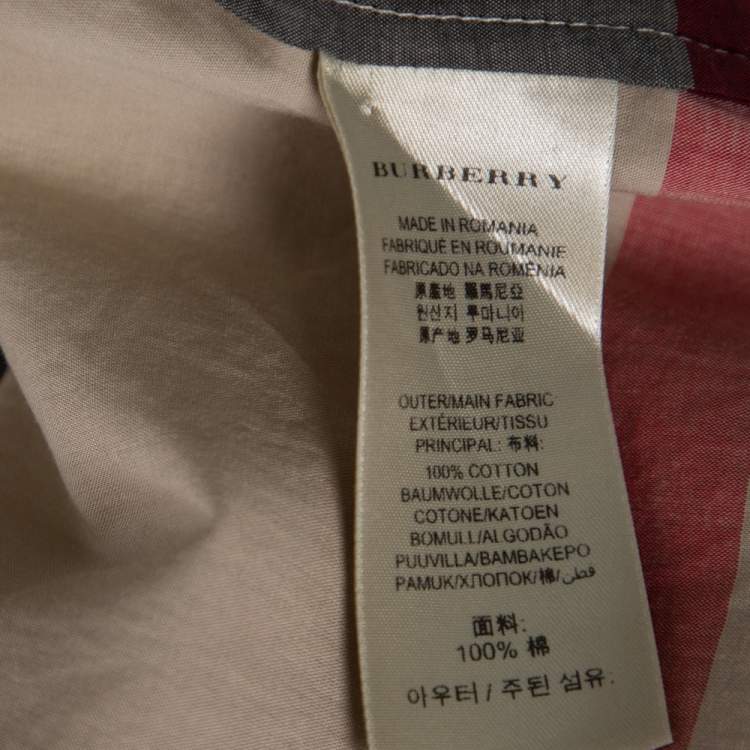 BURBERRY
MADE IN ROMANIA
FABRIQUÉ EN ROUMANIE
FABRICADO NA ROMÉNIA
原產地 羅馬尼亞
원산지 루마니아
原产地 罗马尼亚
OUTER/MAIN FABRIC
EXTÉRIEUR/TISSU
PRINCIPAL: 布料:
100% COTTON
BAUMWOLLE/COTON
COTONE/KATOEN
BOMULL/ALGODÃO
PUUVILLA/BAMBAKEPO
PAMUK/ХЛОПОК/棉/قطن
面料:
100% 棉
아우터 / 주된 섬유: